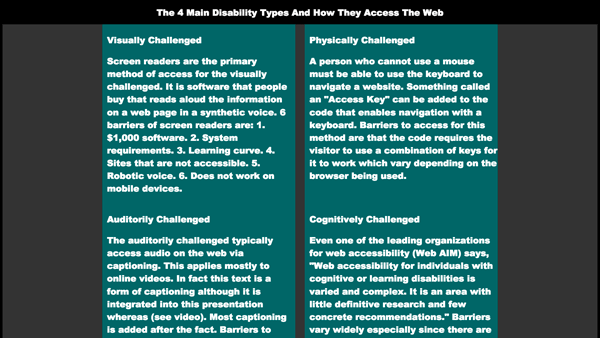 The 4 Main Disability Types And How They Access The Web
Visually Challenged
Screen readers are the primary
method of access for the visually
challenged. It is software that people
buy that reads aloud the information
on a web page in a synthetic voice. 6
barriers of screen readers are: 1.
$1,000 software. 2. System
requirements. 3. Learning curve. 4.
Sites that are not accessible. 5.
Robotic voice. 6. Does not work on
mobile devices.
Physically Challenged
A person who cannot use a mouse
must be able to use the keyboard to
navigate a website. Something called
an "Access Key" can be added to the
code that enables navigation with a
keyboard. Barriers to access for this
method are that the code requires the
visitor to use a combination of keys for
it to work which vary depending on the
browser being used.
Auditorily Challenged
The auditorily challenged typically
access audio on the web via
captioning. This applies mostly to
online videos. In fact this text is a
form of captioning although it is
integrated into this presentation
whereas (see video). Most captioning
is added after the fact. Barriers to
Cognitively Challenged
Even one of the leading organizations
for web accessibility (Web AIM) says,
"Web accessibility for individuals with
cognitive or learning disabilities is
varied and complex. It is an area with
little definitive research and few
concrete recommendations." Barriers
vary widely especially since there are